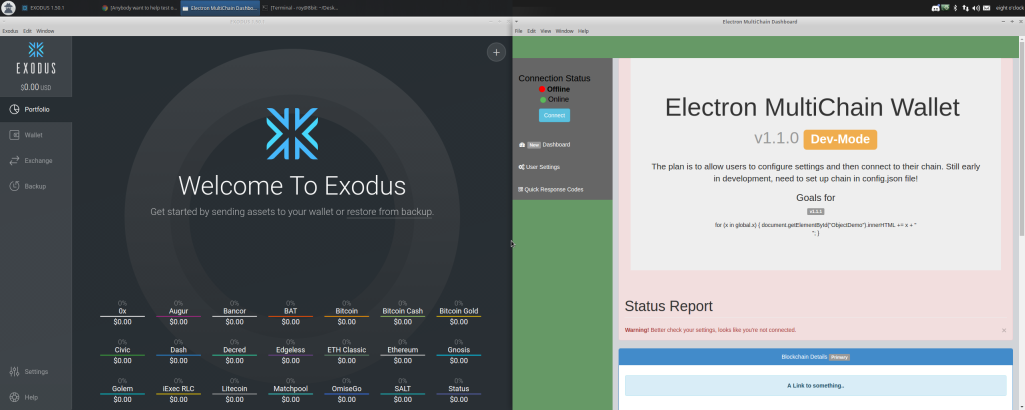 EXODUS 1.50.1
[Anybody want to help test o...
Electron MultiChain Dashbo...
[Terminal - roy@tbz: ~/Desk...
eight o'clock
Exodus Edit Window
EXODUS
$0.00 USD
Portfolio
Wallet
Exchange
Backup
Settings
Help
+
Welcome To Exodus
Get started by sending assets to your wallet or restore from backup.
0% 0% 0% 0% 0% 0% 0%
0x Augur Bancor BAT Bitcoin Bitcoin Cash Bitcoin Gold
$0.00 $0.00 $0.00 $0.00 $0.00 $0.00 $0.00
0% 0% 0% 0% 0% 0% 0%
Civic Dash Decred Edgeless ETH Classic Ethereum Gnosis
$0.00 $0.00 $0.00 $0.00 $0.00 $0.00 $0.00
0% 0% 0% 0% 0% 0% 0%
Golem iExec RLC Litecoin Matchpool OmiseGo SALT Status
$0.00 $0.00 $0.00 $0.00 $0.00 $0.00 $0.00
Electron MultiChain Dashboard
File Edit View Window Help
Connection Status
Offline
Online
Connect
New Dashboard
User Settings
Quick Response Codes
Electron MultiChain Wallet
v1.1.0 Dev-Mode
The plan is to allow users to configure settings and then connect to their chain. Still early
in development, need to set up chain in config.json file!
Goals for
v1.1.1
for (x in global.x) { document.getElementById("ObjectDemo").innerHTML += x + "
"; }
Status Report
Warning! Better check your settings, looks like you're not connected.
×
Blockchain Details Primary
A Link to something..